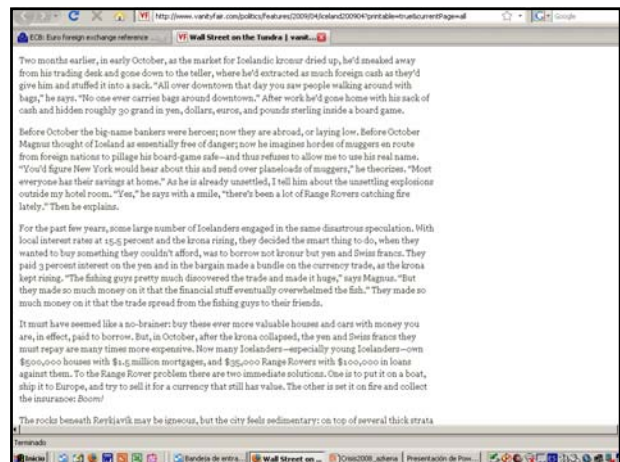 http://www.vanityfair.com/politics/features/2009/04/iceland200904?printable=true&currentPage=all
Google
ECB: Euro foreign exchange reference ...
Wall Street on the Tundra | vanit...
Two months earlier, in early October, as the market for Icelandic kronur dried up, he'd sneaked away
from his trading desk and gone down to the teller, where he'd extracted as much foreign cash as they'd
give him and stuffed it into a sack. “All over downtown that day you saw people walking around with
bags,” he says. “No one ever carries bags around downtown.” After work he'd gone home with his sack of
cash and hidden roughly 30 grand in yen, dollars, euros, and pounds sterling inside a board game.
Before October the big-name bankers were heroes; now they are abroad, or laying low. Before October
Magnus thought of Iceland as essentially free of danger; now he imagines hordes of muggers en route
from foreign nations to pillage his board-game safe—and thus refuses to allow me to use his real name.
“You'd figure New York would hear about this and send over planeloads of muggers,” he theorizes. “Most
everyone has their savings at home.” As he is already unsettled, I tell him about the unsettling explosions
outside my hotel room. “Yes,” he says with a smile, “there's been a lot of Range Rovers catching fire
lately.” Then he explains.
For the past few years, some large number of Icelanders engaged in the same disastrous speculation. With
local interest rates at 15.5 percent and the krona rising, they decided the smart thing to do, when they
wanted to buy something they couldn't afford, was to borrow not kronur but yen and Swiss francs. They
paid 3 percent interest on the yen and in the bargain made a bundle on the currency trade, as the krona
kept rising. “The fishing guys pretty much discovered the trade and made it huge,” says Magnus. “But
they made so much money on it that the financial stuff eventually overwhelmed the fish.” They made so
much money on it that the trade spread from the fishing guys to their friends.
It must have seemed like a no-brainer: buy these ever more valuable houses and cars with money you
are, in effect, paid to borrow. But, in October, after the krona collapsed, the yen and Swiss francs they
must repay are many times more expensive. Now many Icelanders—especially young Icelanders—own
$500,000 houses with $1.5 million mortgages, and $35,000 Range Rovers with $100,000 in loans
against them. To the Range Rover problem there are two immediate solutions. One is to put it on a boat,
ship it to Europe, and try to sell it for a currency that still has value. The other is set it on fire and collect
the insurance: Boom!
The rocks beneath Reykjavík may be igneous, but the city feels sedimentary: on top of several thick strata
Terminado
Inicio
Bandeja de entra...
Wall Street on ...
Crisis2008_azkena
Presentación de Pow...